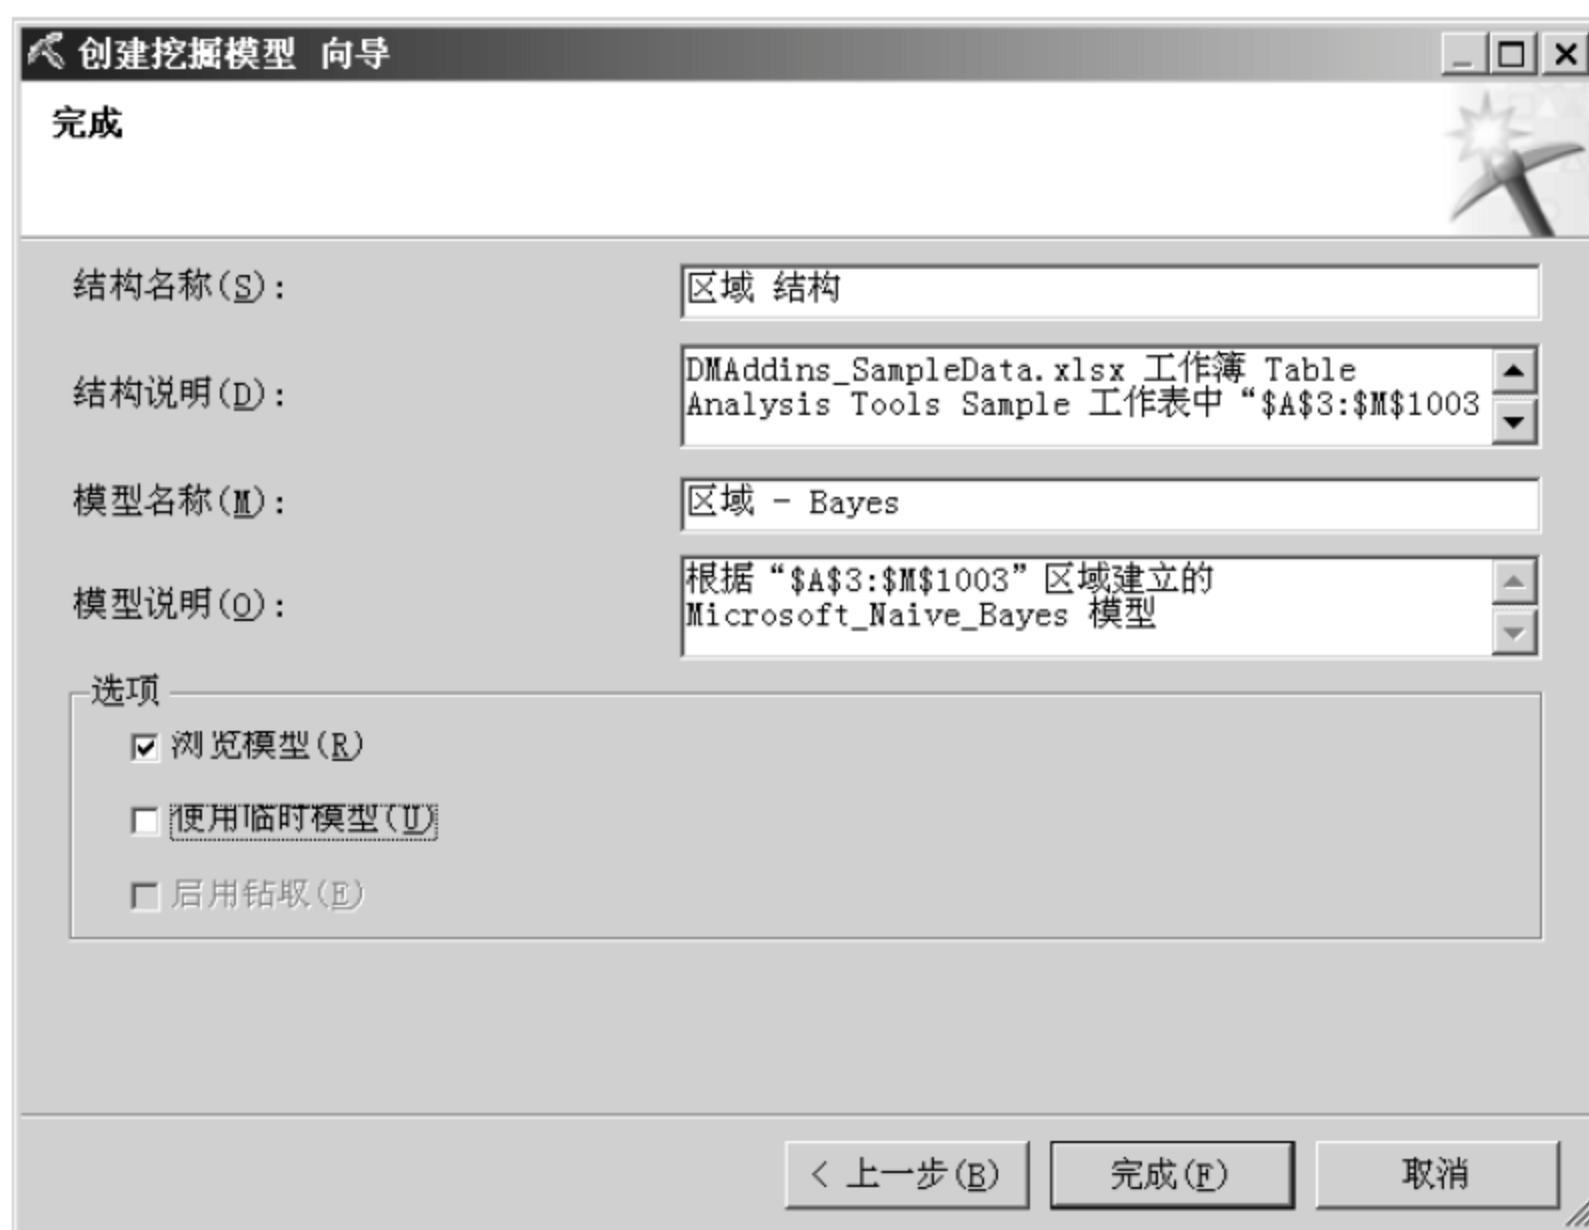 创建挖掘模型 向导
完成
结构名称(S)：
区域 结构
结构说明(D)：
DMAddins_SampleData.xlsx 工作簿 Table
Analysis Tools Sample 工作表中“$A$3:$M$1003
模型名称(M)：
区域 - Bayes
模型说明(O)：
根据“$A$3:$M$1003”区域建立的
Microsoft_Naive_Bayes 模型
选项
浏览模型(R)
使用临时模型(U)
启用钻取(E)
< 上一步(B)
完成(F)
取消